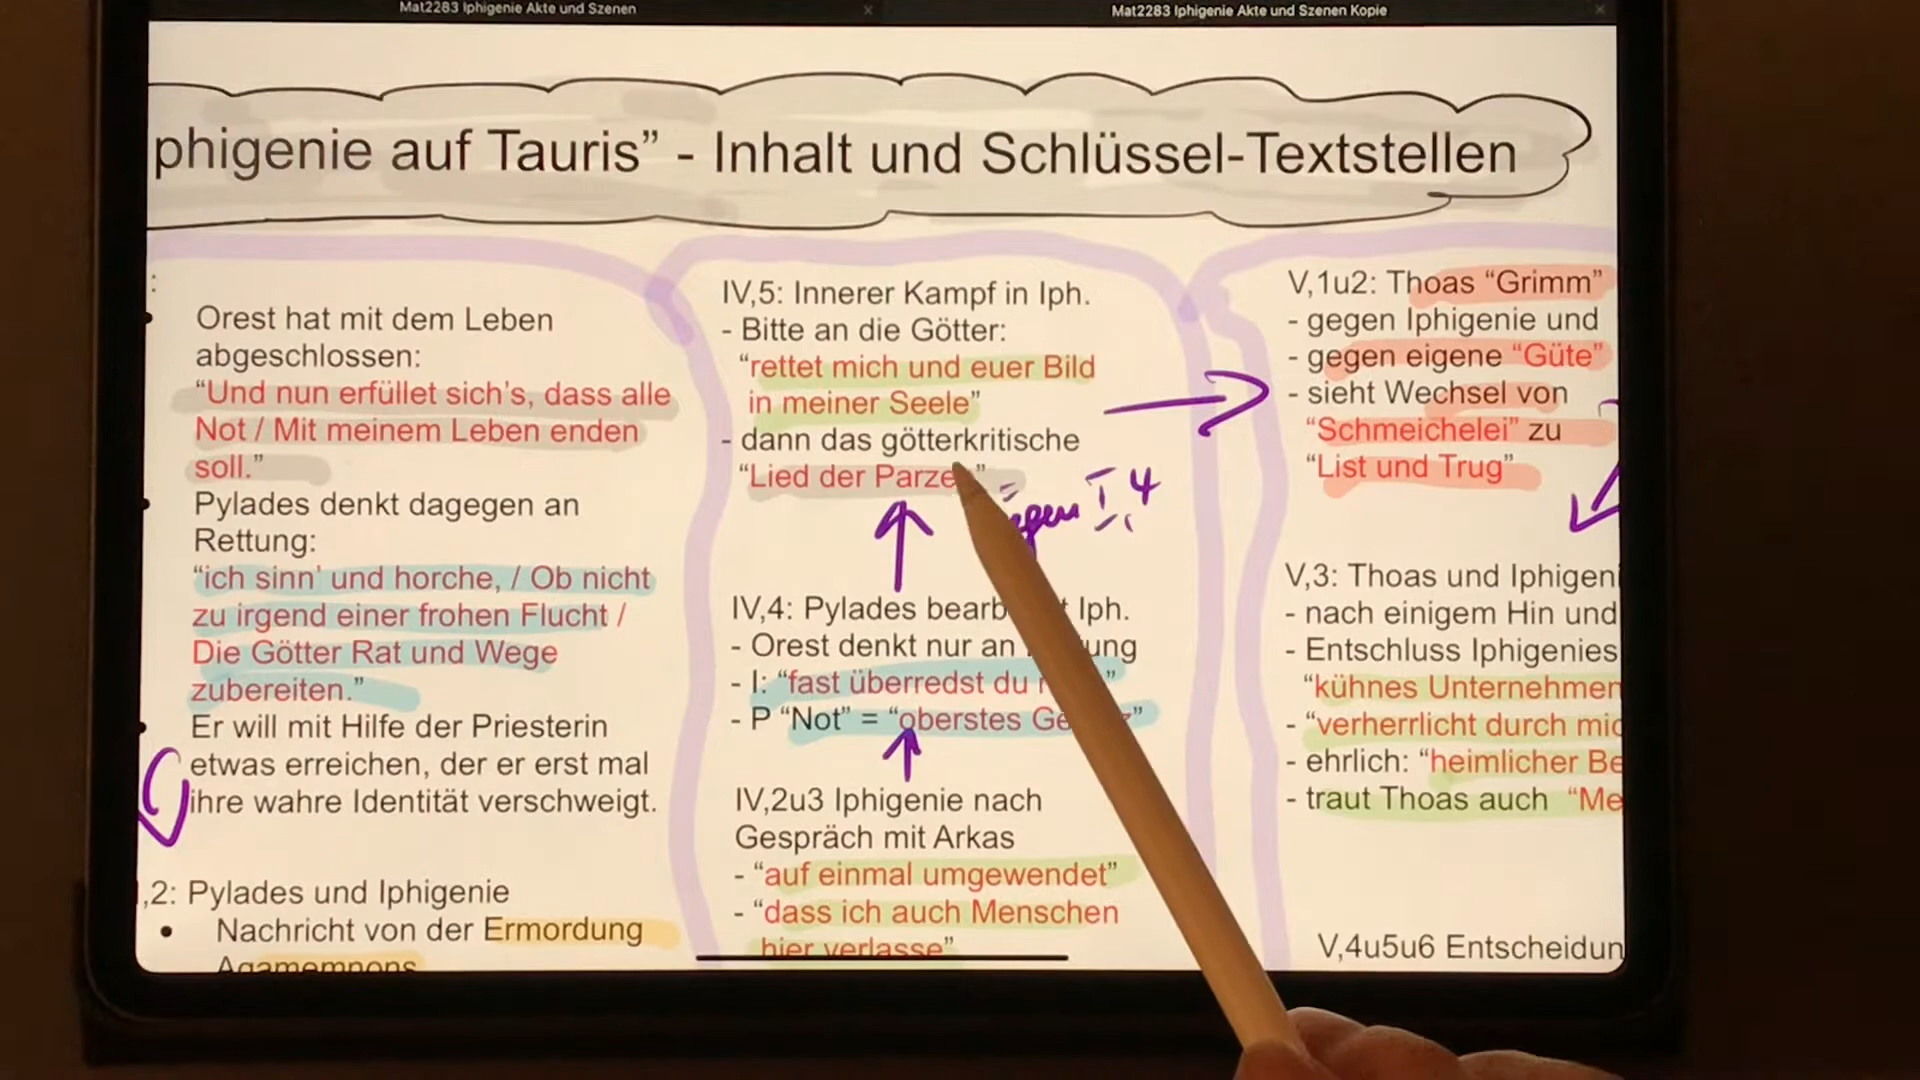 Mat2283 Iphigenie Akte und Szenen
Mat2283 Iphigenie Akte und Szenen Kopie
phigenie auf Tauris” - Inhalt und Schlüssel-Textstellen
:
Orest hat mit dem Leben
abgeschlossen:
“Und nun erfüllet sich’s, dass alle
Not / Mit meinem Leben enden
soll.”
Pylades denkt dagegen an
Rettung:
“ich sinn’ und horche, / Ob nicht
zu irgend einer frohen Flucht /
Die Götter Rat und Wege
zubereiten.”
Er will mit Hilfe der Priesterin
etwas erreichen, der er erst mal
ihre wahre Identität verschweigt.
,2: Pylades und Iphigenie
• Nachricht von der Ermordung
Agamemnons
IV,5: Innerer Kampf in Iph.
- Bitte an die Götter:
“rettet mich und euer Bild
in meiner Seele”
- dann das götterkritische
“Lied der Parze ”
gegen I,4
IV,4: Pylades bearb t Iph.
- Orest denkt nur an ung
- I: “fast überredst du ”
- P “Not” = “oberstes Ge ”
IV,2u3 Iphigenie nach
Gespräch mit Arkas
- “auf einmal umgewendet”
- “dass ich auch Menschen
hier verlasse”
V,1u2: Thoas “Grimm”
- gegen Iphigenie und
- gegen eigene “Güte”
- sieht Wechsel von
“Schmeichelei” zu
“List und Trug”
V,3: Thoas und Iphigeni
- nach einigem Hin und
- Entschluss Iphigenies
“kühnes Unternehmen
- “verherrlicht durch mic
- ehrlich: “heimlicher Be
- traut Thoas auch “Me
V,4u5u6 Entscheidun